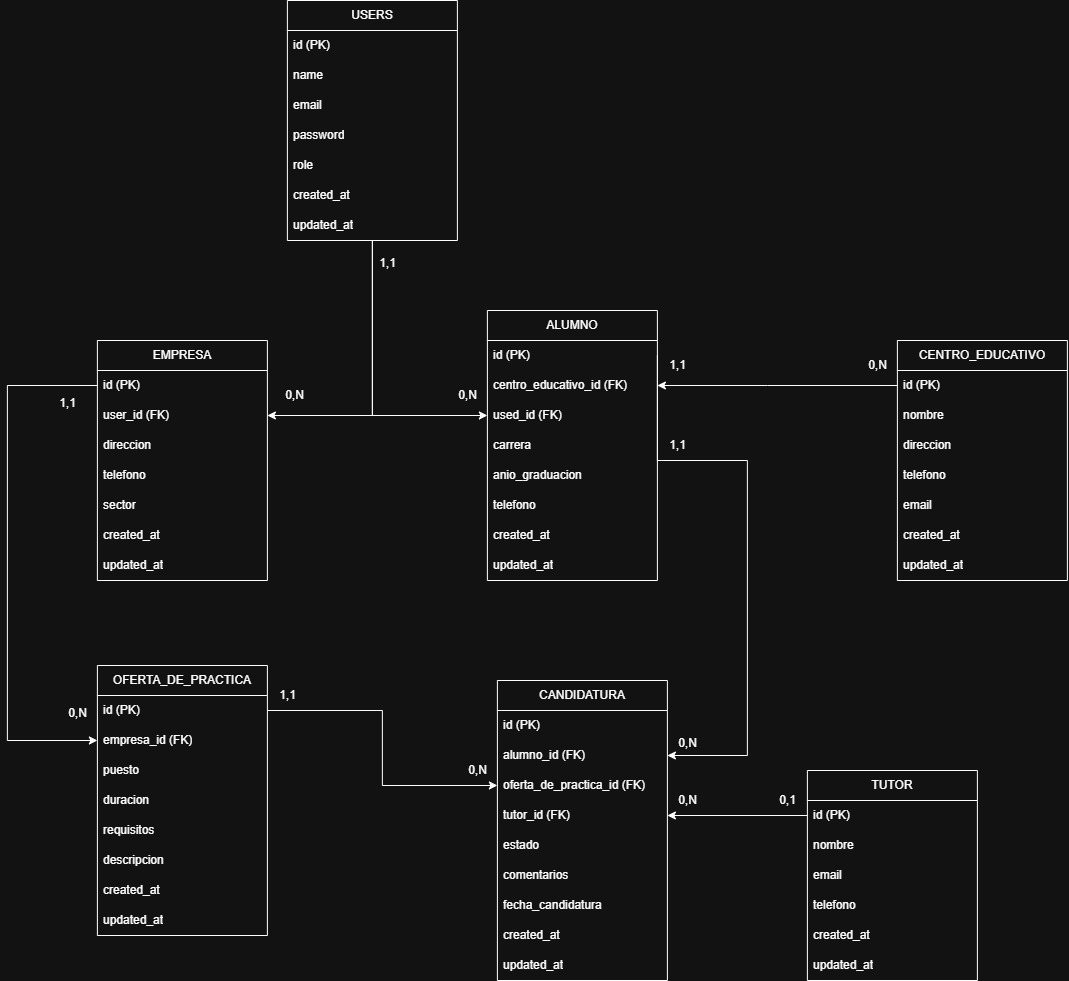 USERS
id (PK)
name
email
password
role
created_at
updated_at
1,1
EMPRESA
id (PK)
user_id (FK)
direccion
telefono
sector
created_at
updated_at
1,1
0,N
0,N
ALUMNO
id (PK)
centro_educativo_id (FK)
used_id (FK)
carrera
anio_graduacion
telefono
created_at
updated_at
1,1
0,N
1,1
CENTRO_EDUCATIVO
id (PK)
nombre
direccion
telefono
email
created_at
updated_at
OFERTA_DE_PRACTICA
id (PK)
empresa_id (FK)
puesto
duracion
requisitos
descripcion
created_at
updated_at
0,N
1,1
0,N
CANDIDATURA
id (PK)
alumno_id (FK)
oferta_de_practica_id (FK)
tutor_id (FK)
estado
comentarios
fecha_candidatura
created_at
updated_at
0,N
0,N
0,1
TUTOR
id (PK)
nombre
email
telefono
created_at
updated_at